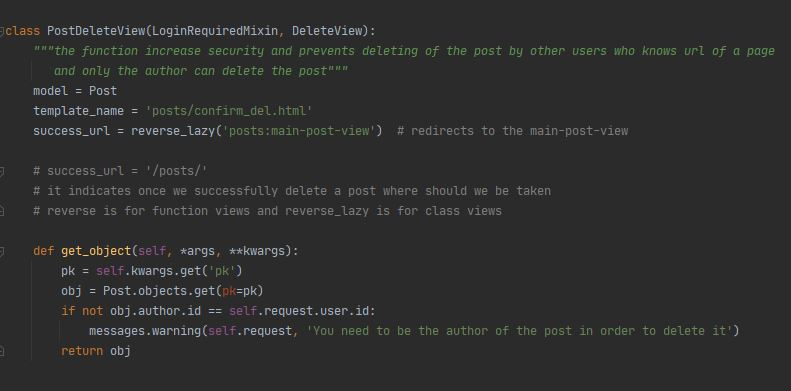 class PostDeleteView(LoginRequiredMixin, DeleteView):
    """the function increase security and prevents deleting of the post by other users who knows url of a page
       and only the author can delete the post"""
    model = Post
    template_name = 'posts/confirm_del.html'
    success_url = reverse_lazy('posts:main-post-view')  # redirects to the main-post-view

    # success_url = '/posts/'
    # it indicates once we successfully delete a post where should we be taken
    # reverse is for function views and reverse_lazy is for class views

    def get_object(self, *args, **kwargs):
        pk = self.kwargs.get('pk')
        obj = Post.objects.get(pk=pk)
        if not obj.author.id == self.request.user.id:
            messages.warning(self.request, 'You need to be the author of the post in order to delete it')
        return obj